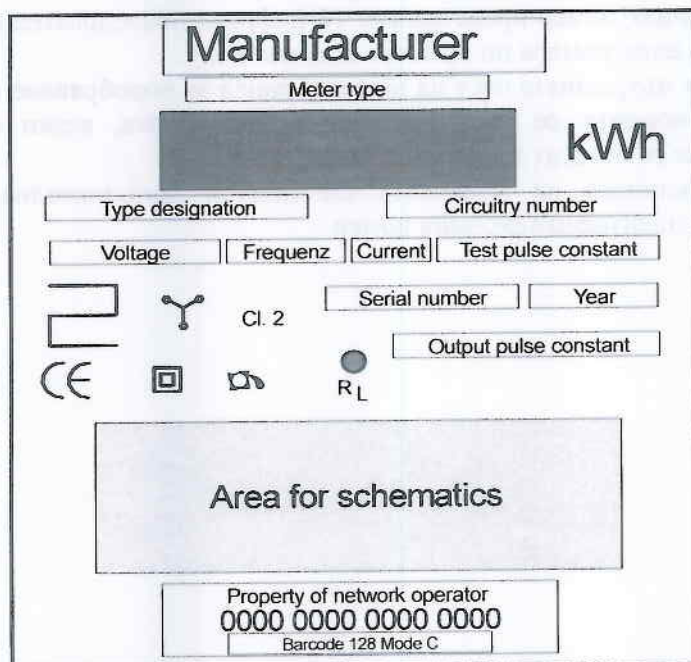 Manufacturer
Meter type
kWh
Type designation Circuitry number
Voltage Frequenz Current Test pulse constant
Serial number Year
Cl. 2
Output pulse constant
CE
R L
Area for schematics
Property of network operator
0000 0000 0000 0000
Barcode 128 Mode C